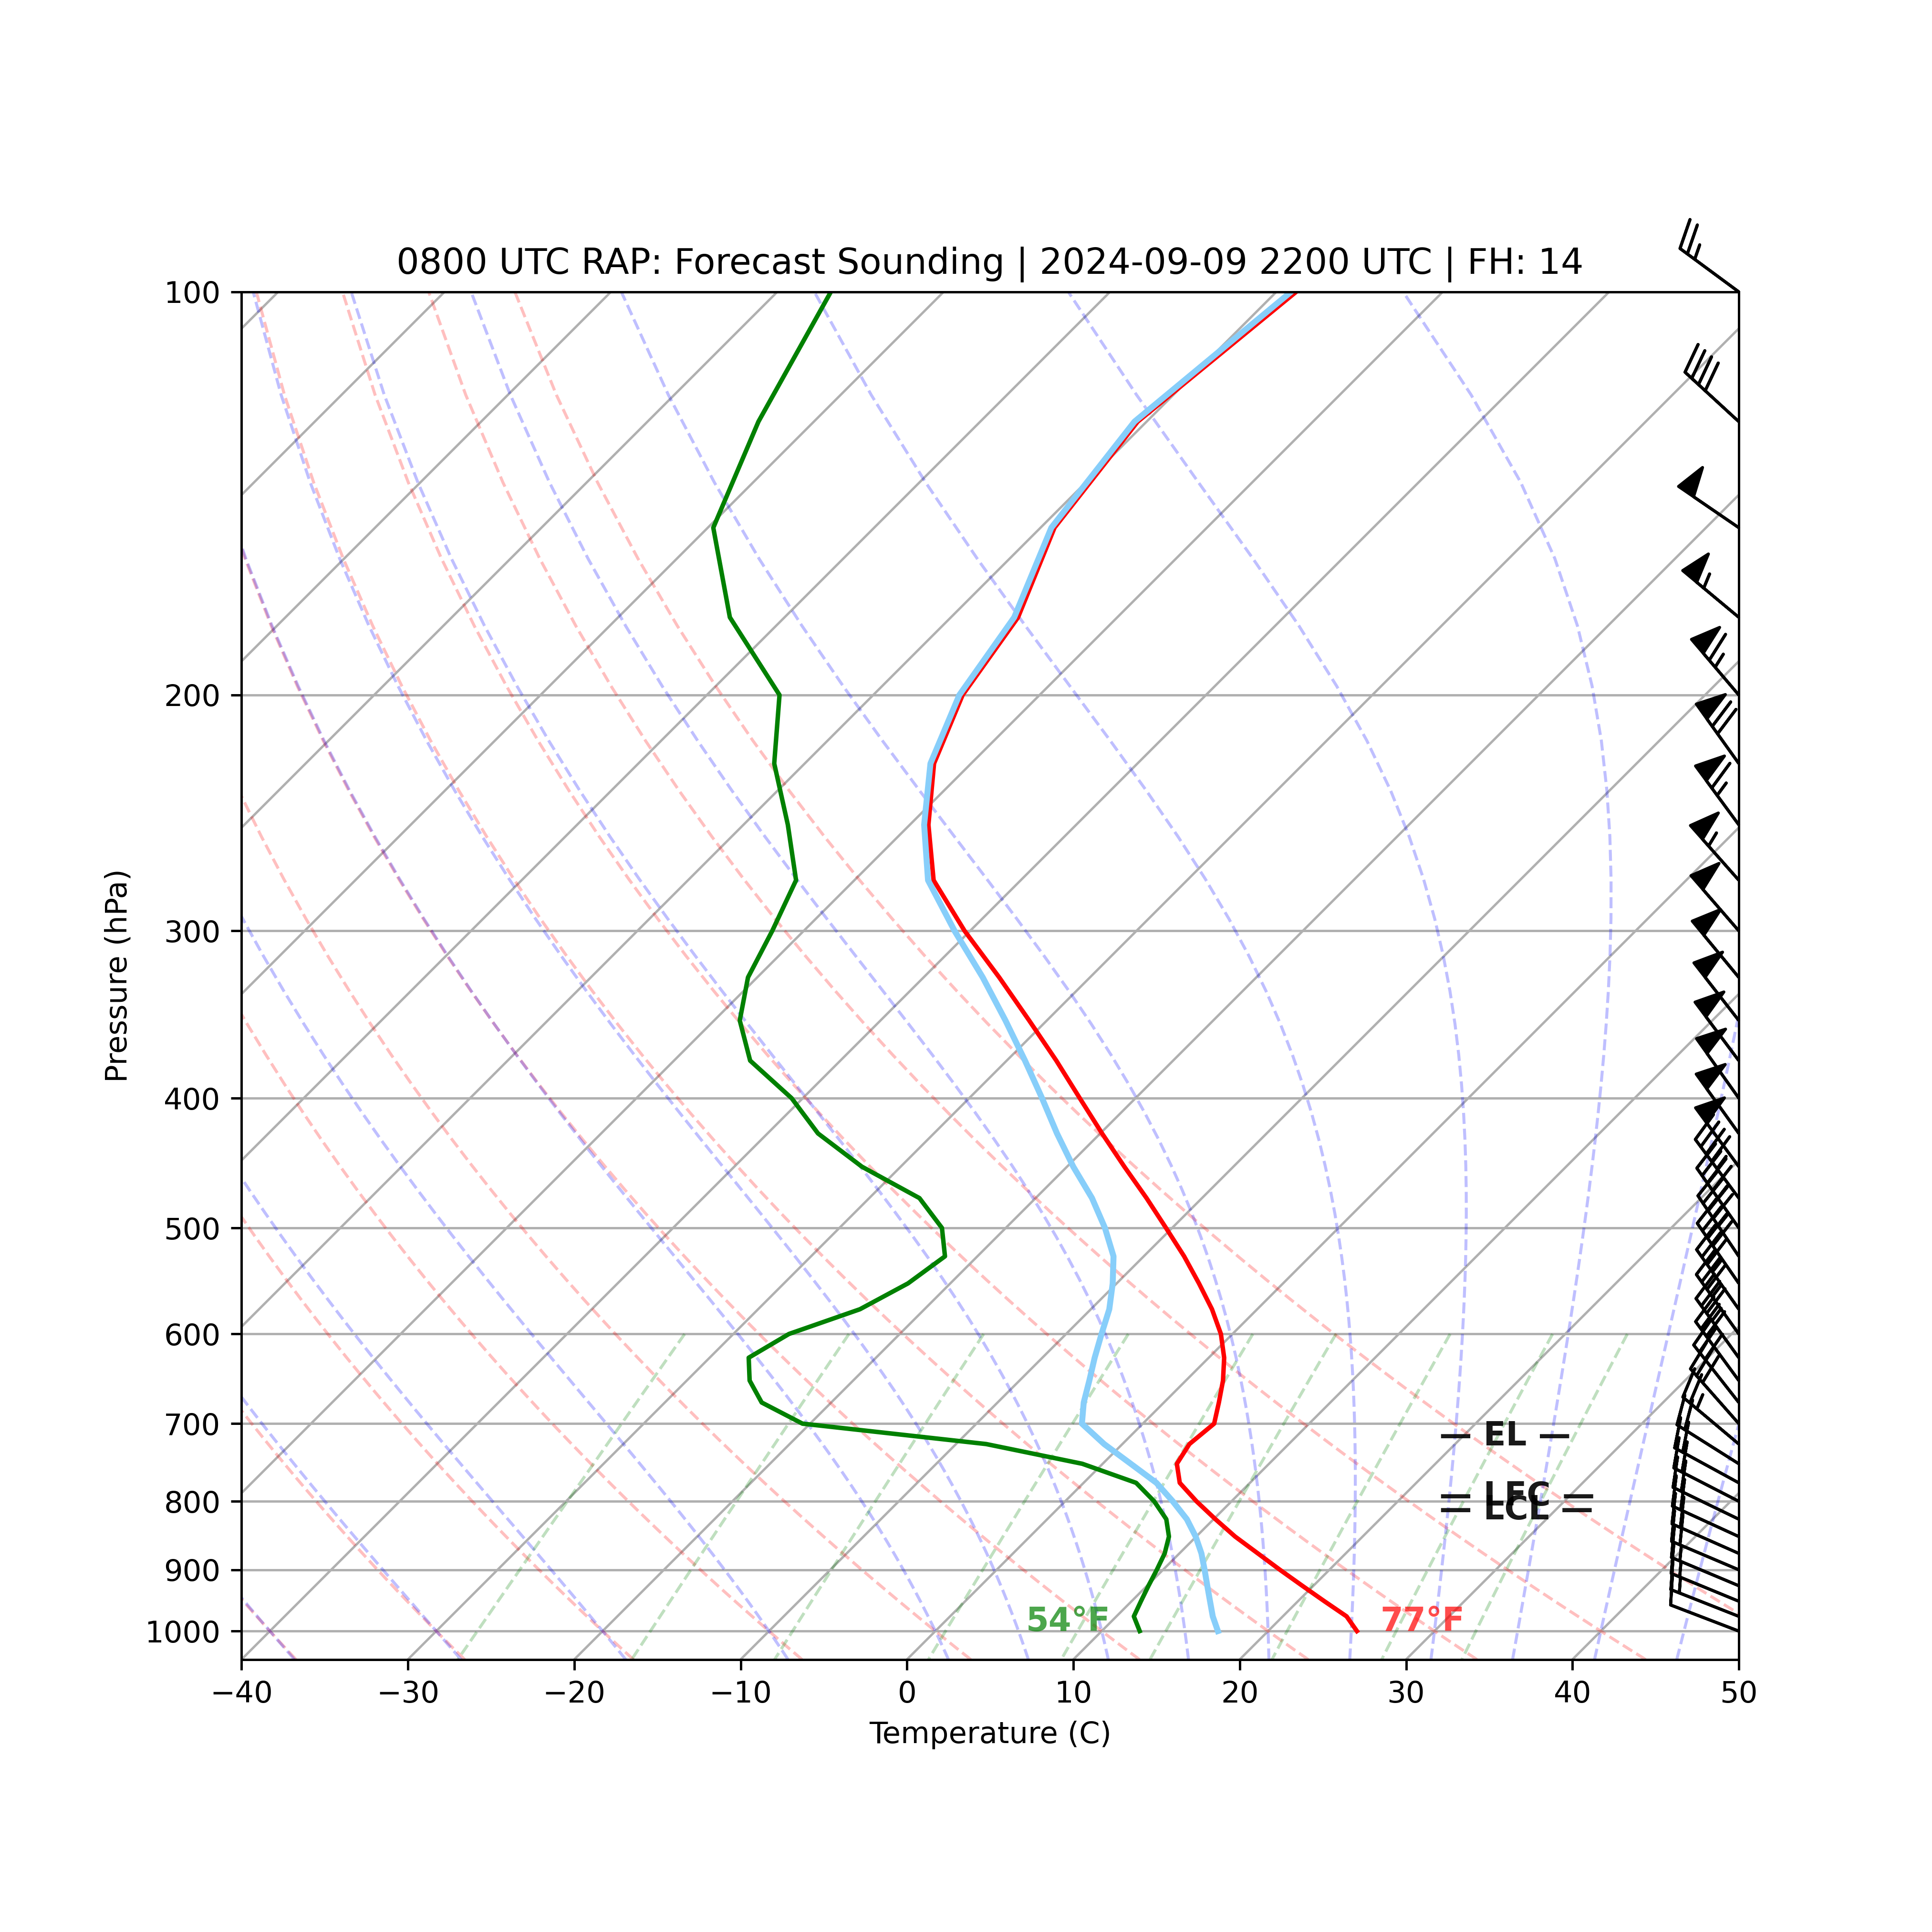 0800 UTC RAP: Forecast Sounding | 2024-09-09 2200 UTC | FH: 14
100
200
300
400
500
600
700
800
900
1000
Pressure (hPa)
— EL —
— LFC —
— LCL —
54°F
77°F
−40 −30 −20 −10 0 10 20 30 40 50
Temperature (C)